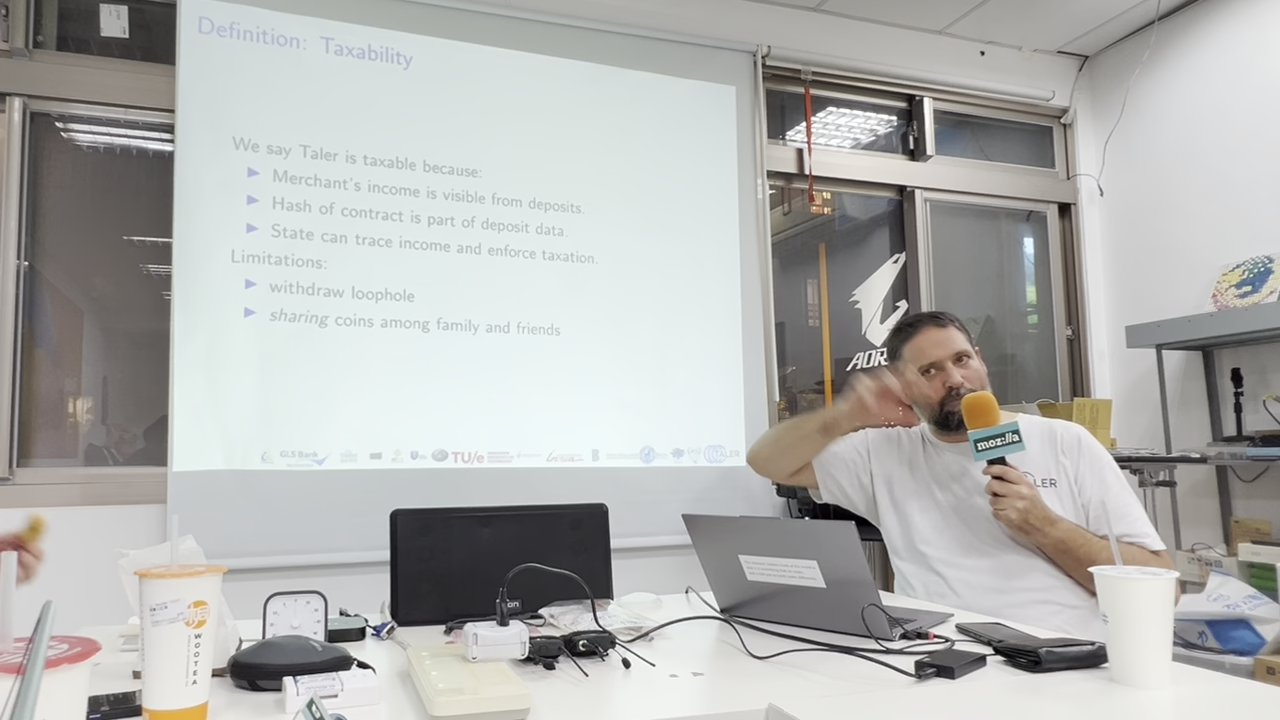 Definition: Taxability
We say Taler is taxable because:
Merchant's income is visible from deposits.
Hash of contract is part of deposit data.
State can trace income and enforce taxation.
Limitations:
withdraw loophole
sharing coins among family and friends
GLS Bank
TU/e
AOR
moz://a
LER
WOOTEA